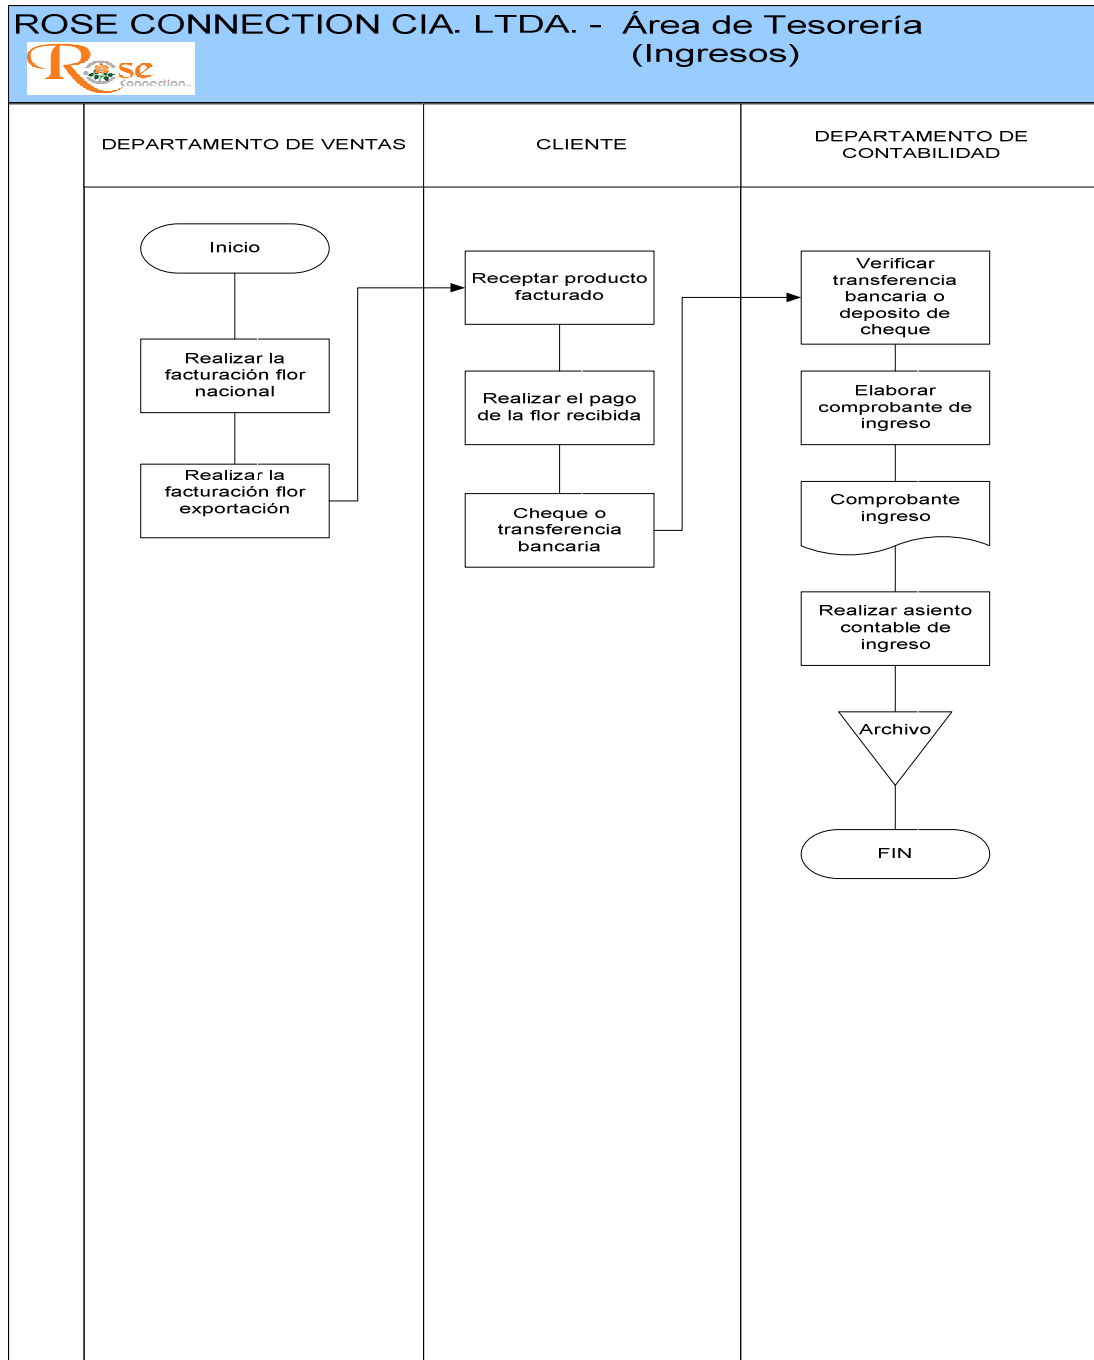 ROSE CONNECTION CIA. LTDA. - Área de Tesorería
(Ingresos)
Rose
Connection
DEPARTAMENTO DE VENTAS
CLIENTE
DEPARTAMENTO DE
CONTABILIDAD
Inicio
Realizar la
facturación flor
nacional
Realizar la
facturación flor
exportación
Receptar producto
facturado
Realizar el pago
de la flor recibida
Cheque o
transferencia
bancaria
Verificar
transferencia
bancaria o
deposito de
cheque
Elaborar
comprobante de
ingreso
Comprobante
ingreso
Realizar asiento
contable de
ingreso
Archivo
FIN